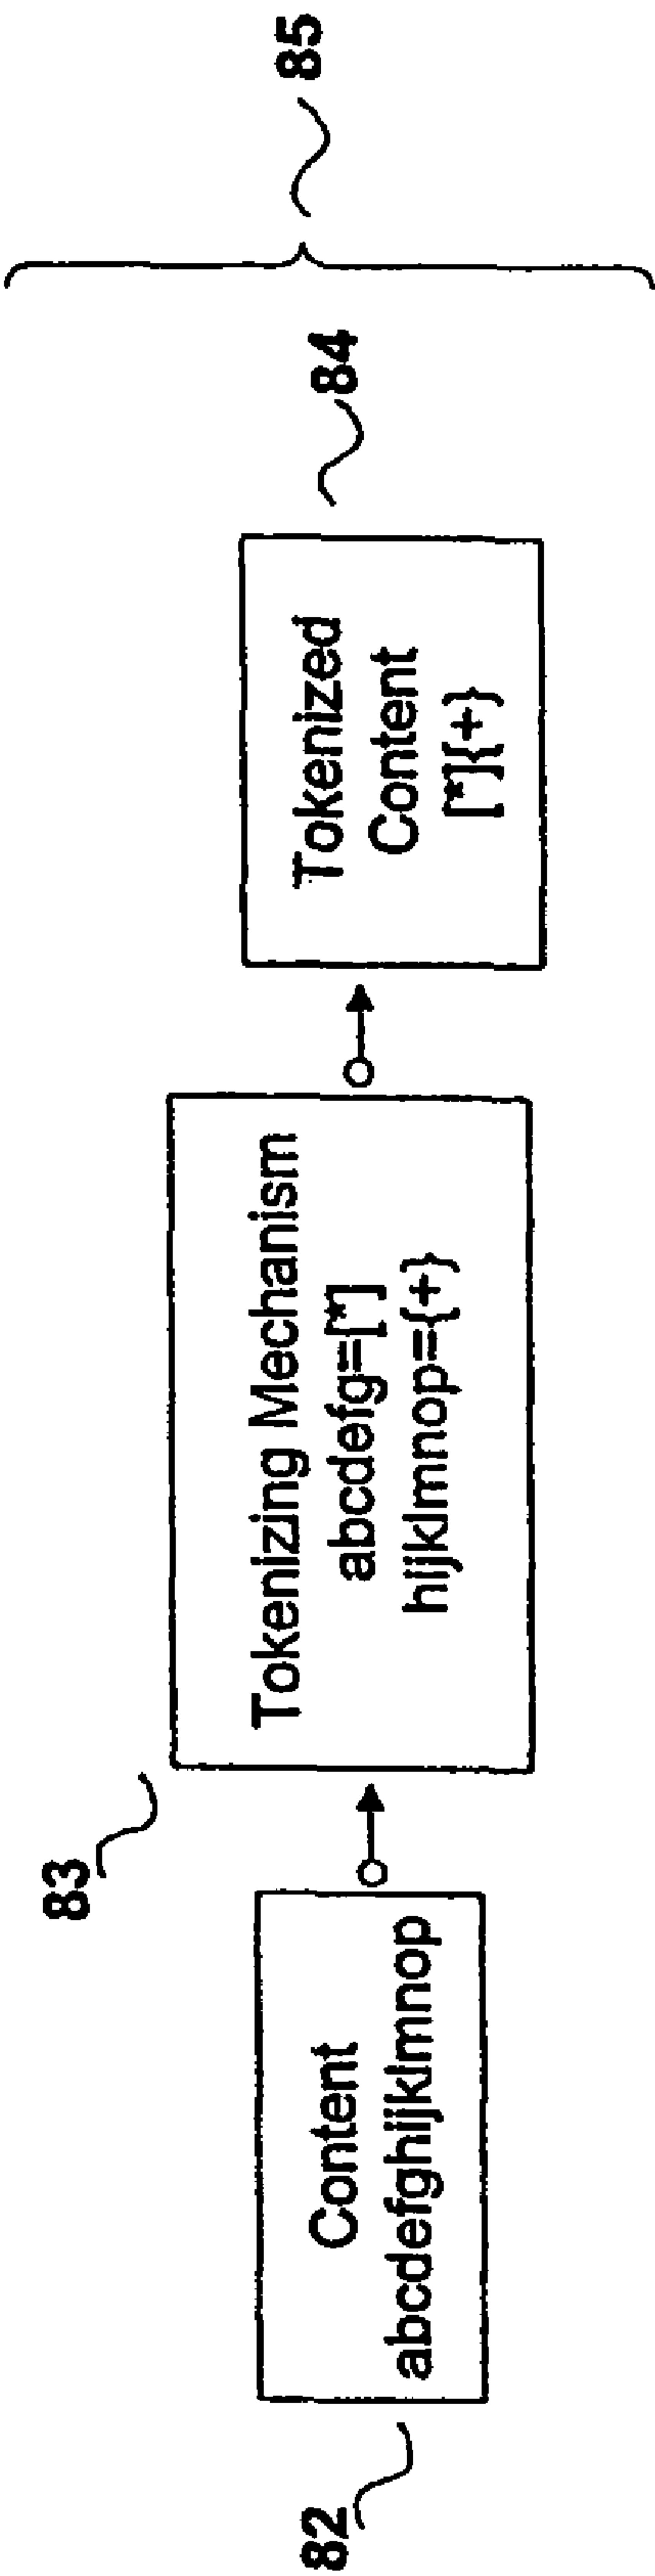 82
Content
abcdefghijklmnop
83
Tokenizing Mechanism
abcdefg=[*]
hijklmnop={+}
Tokenized
Content
[*]{+}
84
85